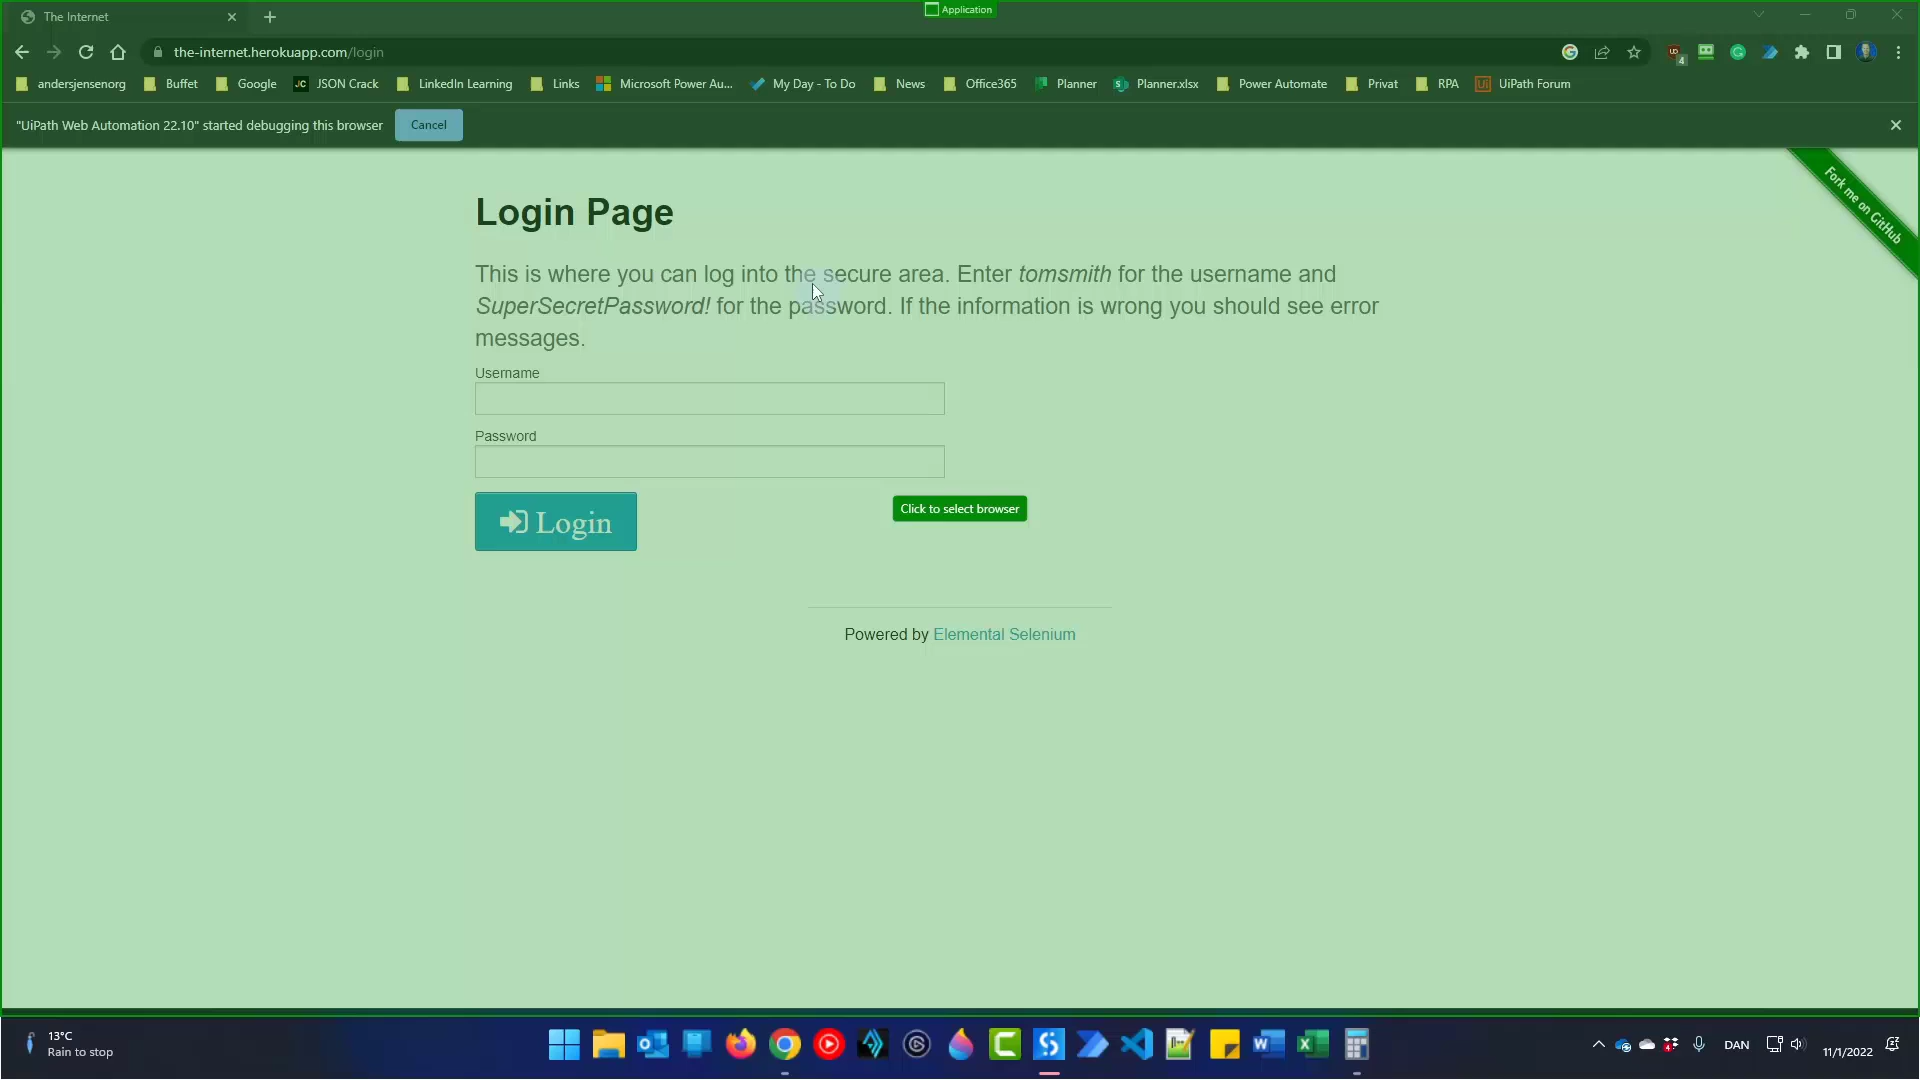 Application
The Internet
the-internet.herokuapp.com/login
4
andersjensenorg Buffet Google JC JSON Crack LinkedIn Learning Links Microsoft Power Au... My Day - To Do News Office365 Planner Planner.xlsx Power Automate Privat RPA Ui UiPath Forum
"UiPath Web Automation 22.10" started debugging this browser Cancel
Fork me on GitHub
Login Page
This is where you can log into the secure area. Enter tomsmith for the username and
SuperSecretPassword! for the password. If the information is wrong you should see error
messages.
Username
Password
Click to select browser
Login
Powered by Elemental Selenium
13°C
Rain to stop
DAN
11/1/2022